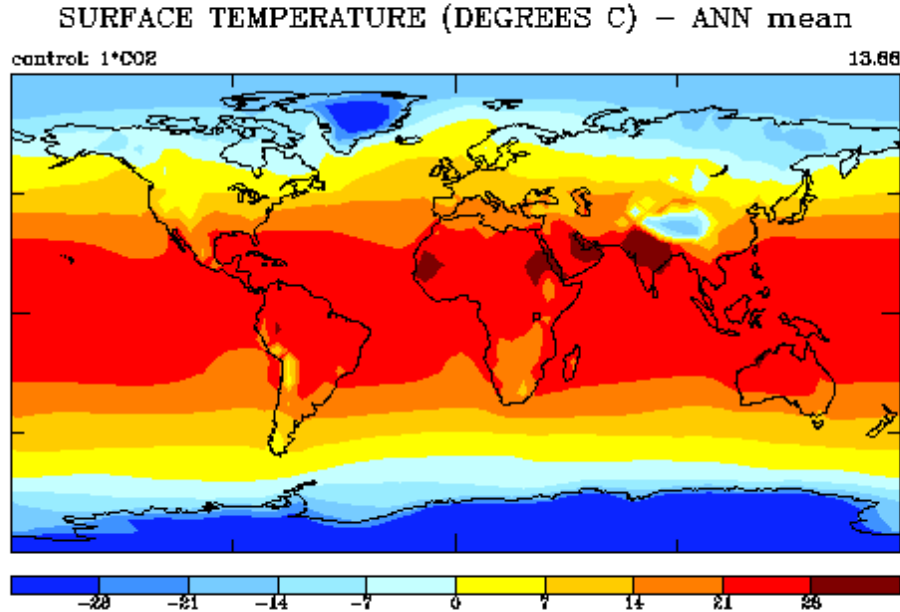 SURFACE TEMPERATURE (DEGREES C) – ANN mean
control: 1*CO2
13.66
-28 -21 -14 -7 0 7 14 21 28